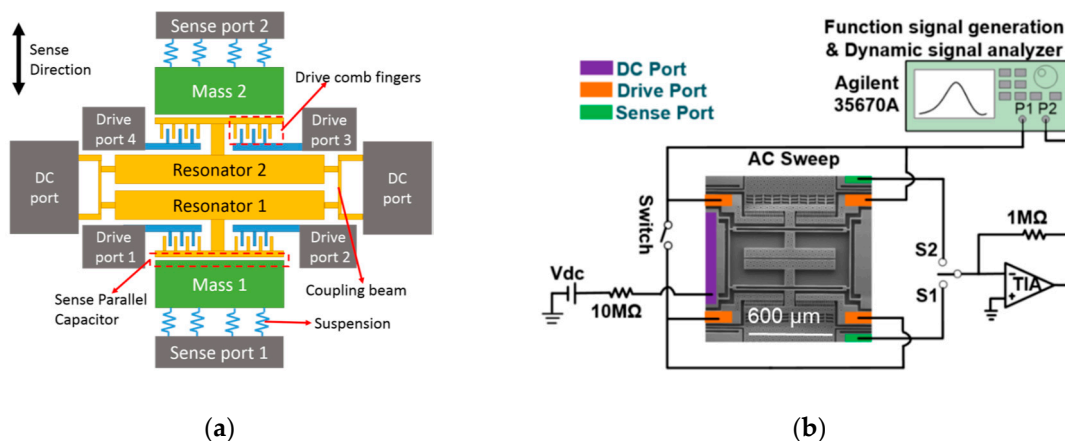 Sense port 2
Sense
Direction
Mass 2
Drive comb fingers
Drive
port 4
Drive
port 3
DC
port
Resonator 2
DC
port
Resonator 1
Drive
port 1
Drive
port 2
Mass 1
Sense Parallel
Capacitor
Coupling beam
Suspension
Sense port 1
(a)
Function signal generation
& Dynamic signal analyzer
DC Port
Drive Port
Sense Port
Agilent
35670A
P1 P2
AC Sweep
Switch
1MΩ
S2
S1
TIA
Vdc
10MΩ
600 μm
(b)